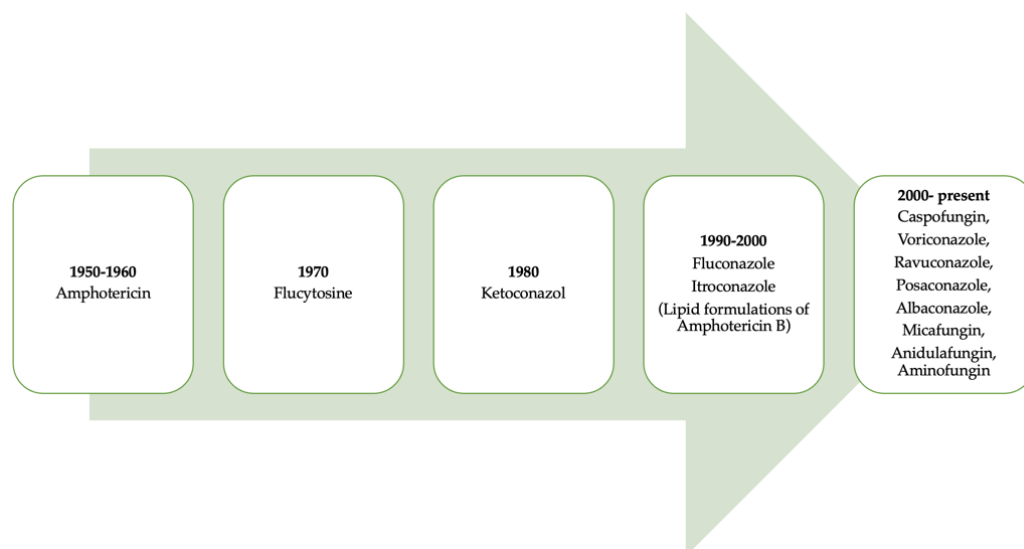 1950-1960
Amphotericin
1970
Flucytosine
1980
Ketoconazol
1990-2000
Fluconazole
Itroconazole
(Lipid formulations of
Amphotericin B)
2000- present
Caspofungin,
Voriconazole,
Ravuconazole,
Posaconazole,
Albaconazole,
Micafungin,
Anidulafungin,
Aminofungin